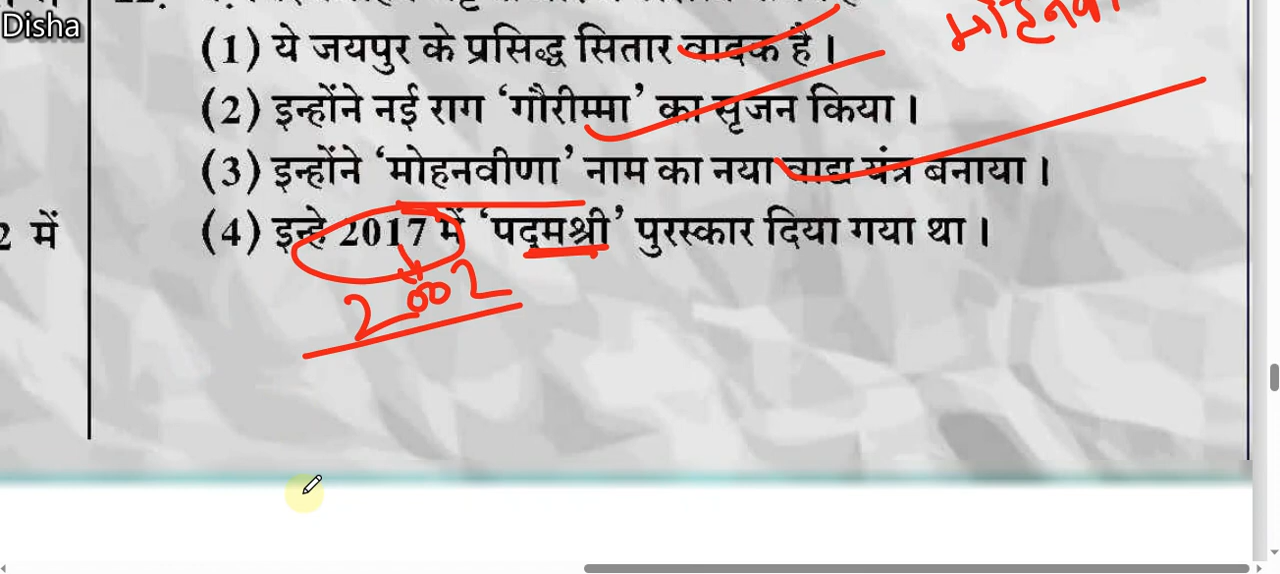 Disha
(1) ये जयपुर के प्रसिद्ध सितार वादक है।
(2) इन्होंने नई राग ‘गौरीम्मा’ का सृजन किया।
(3) इन्होंने ‘मोहनवीणा’ नाम का नया वाद्य यंत्र बनाया।
2 में
(4) इन्हे 2017 में ‘पद्मश्री’ पुरस्कार दिया गया था।
2002